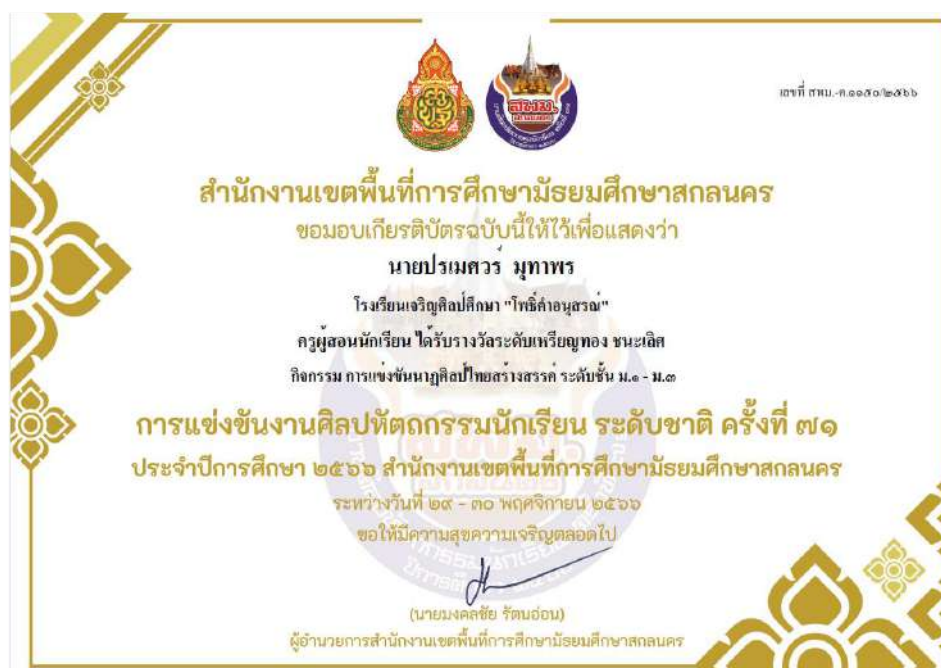 เลขที่ สพม.-ค.๑๑๕๐/๒๕๖๖
สพม.
สกลนคร
สำนักงานเขตพื้นที่การศึกษามัธยมศึกษาสกลนคร
ขอมอบเกียรติบัตรฉบับนี้ให้ไว้เพื่อแสดงว่า
นายปรเมศวร์ มุทาพร
โรงเรียนเจริญศิลป์ศึกษา "โพธิ์คำอนุสรณ์"
ครูผู้สอนนักเรียน ได้รับรางวัลระดับเหรียญทอง ชนะเลิศ
กิจกรรม การแข่งขันนาฏศิลป์ไทยสร้างสรรค์ ระดับชั้น ม.๑ - ม.๓
การแข่งขันงานศิลปหัตถกรรมนักเรียน ระดับชาติ ครั้งที่ ๗๑
ประจำปีการศึกษา ๒๕๖๖ สำนักงานเขตพื้นที่การศึกษามัธยมศึกษาสกลนคร
ระหว่างวันที่ ๒๙ - ๓๐ พฤศจิกายน ๒๕๖๖
ขอให้มีความสุขความเจริญตลอดไป
(นายมงคลชัย รัตนอ่อน)
ผู้อำนวยการสำนักงานเขตพื้นที่การศึกษามัธยมศึกษาสกลนคร